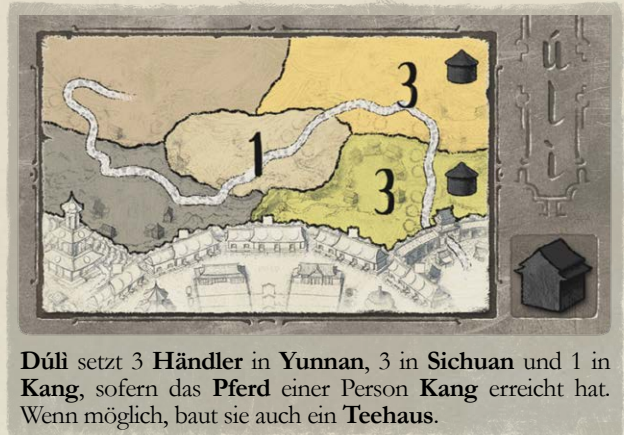 3
1
3
úlì
Dúlì setzt 3 Händler in Yunnan, 3 in Sichuan und 1 in
Kang, sofern das Pferd einer Person Kang erreicht hat.
Wenn möglich, baut sie auch ein Teehaus.